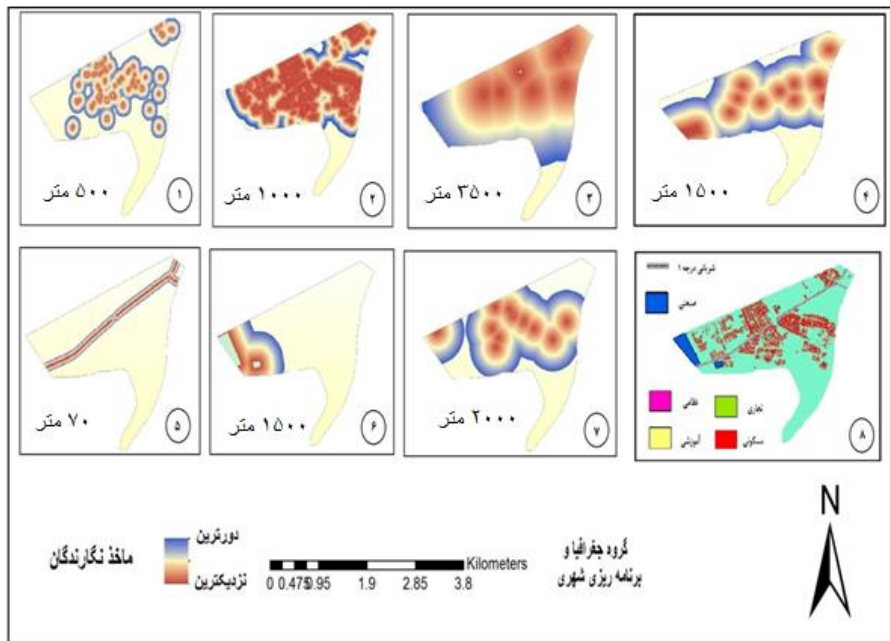 ۵۰۰ متر
۱
۱۰۰۰ متر
۲
۳۵۰۰ متر
۳
۱۵۰۰ متر
۴
۷۰ متر
۵
۱۵۰۰ متر
۶
۲۰۰۰ متر
۷
شریانی درجه ۱
صنعتی
نظامی
تجاری
آموزشی
مسکونی
۸
N
ماخذ نگارندگان
دورترین
نزدیکترین
Kilometers
0 0.475 0.95 1.9 2.85 3.8
گروه جغرافیا و
برنامه ریزی شهری